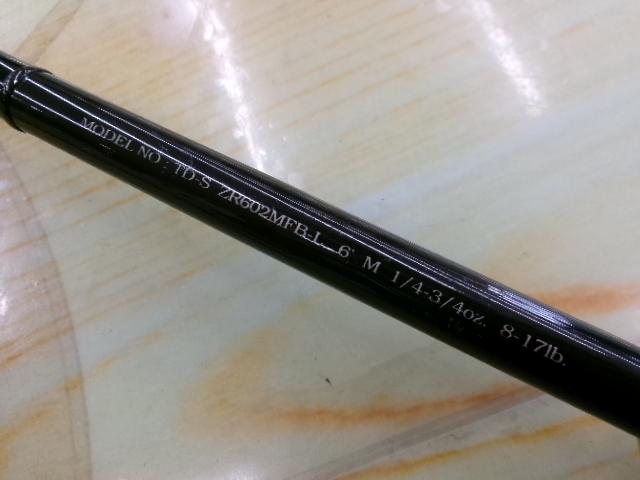 MODEL NO : TD-S ZR602MFB-L 6' M 1/4-3/4oz. 8-17lb.